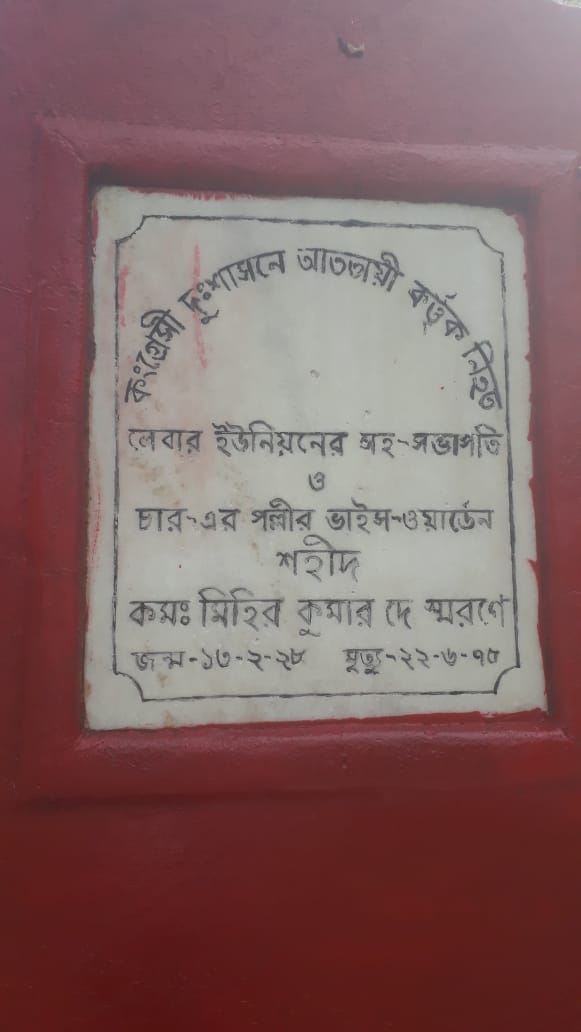 কংগ্রেসী দুঃশাসনে আততায়ী কর্ত্তৃক নিহত
লেবার ইউনিয়নের সহ-সভাপতি
ও
চার-এর পল্লীর ভাইস-ওয়ার্ডেন
শহীদ
কমঃ মিহির কুমার দে স্মরণে
জন্ম-১৩-২-২৮ মৃত্যু-২২-৬-৭৫